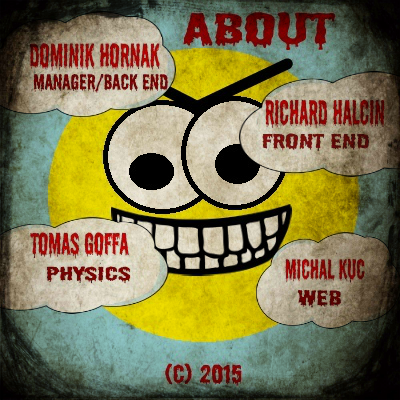 ABOUT
DOMINIK HORNAK
MANAGER/BACK END
RICHARD HALCIN
FRONT END
TOMAS GOFFA
PHYSICS
MICHAL KUC
WEB
(C) 2015